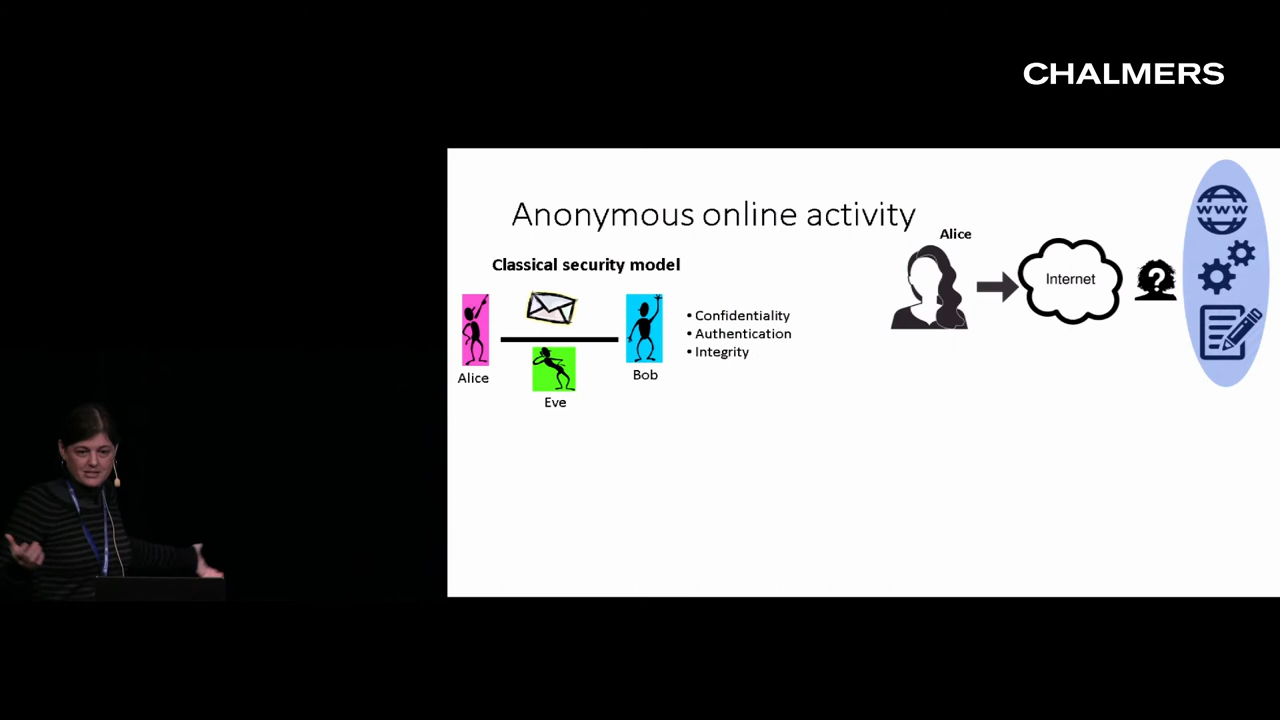 CHALMERS
Anonymous online activity
Classical security model
Alice
Eve
Bob
• Confidentiality
• Authentication
• Integrity
Alice
Internet
?
WWW